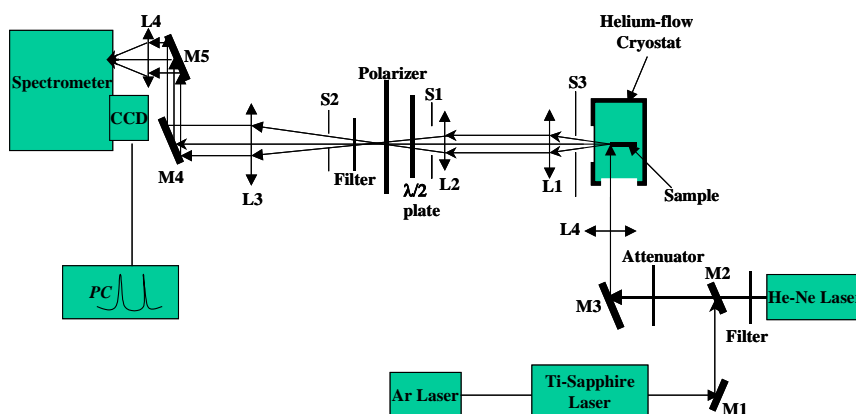 L4
Helium-flow
Cryostat
M5
Spectrometer
Polarizer
S2
S1
S3
CCD
M4
L3
Filter
λ/2
plate
L2
L1
Sample
L4
Attenuator
M2
PC
M3
He-Ne Laser
Filter
Ar Laser
Ti-Sapphire
Laser
M1